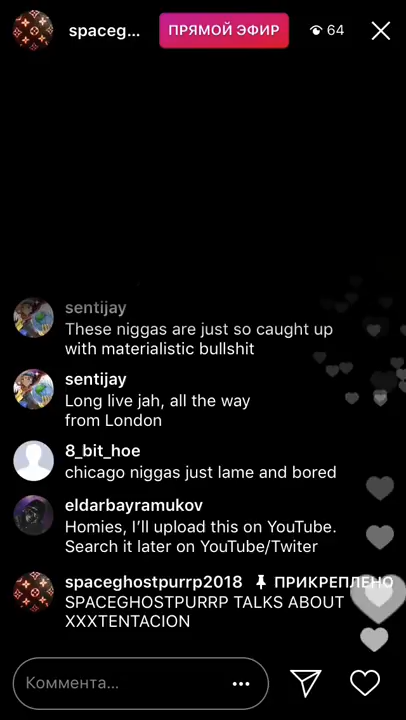 spaceg...
ПРЯМОЙ ЭФИР
64
sentijay
These niggas are just so caught up
with materialistic bullshit
sentijay
Long live jah, all the way
from London
8_bit_hoe
chicago niggas just lame and bored
eldarbayramukov
Homies, I’ll upload this on YouTube.
Search it later on YouTube/Twiter
spaceghostpurrp2018 ПРИКРЕПЛЕНО
SPACEGHOSTPURRP TALKS ABOUT
XXXTENTACION
Коммента...